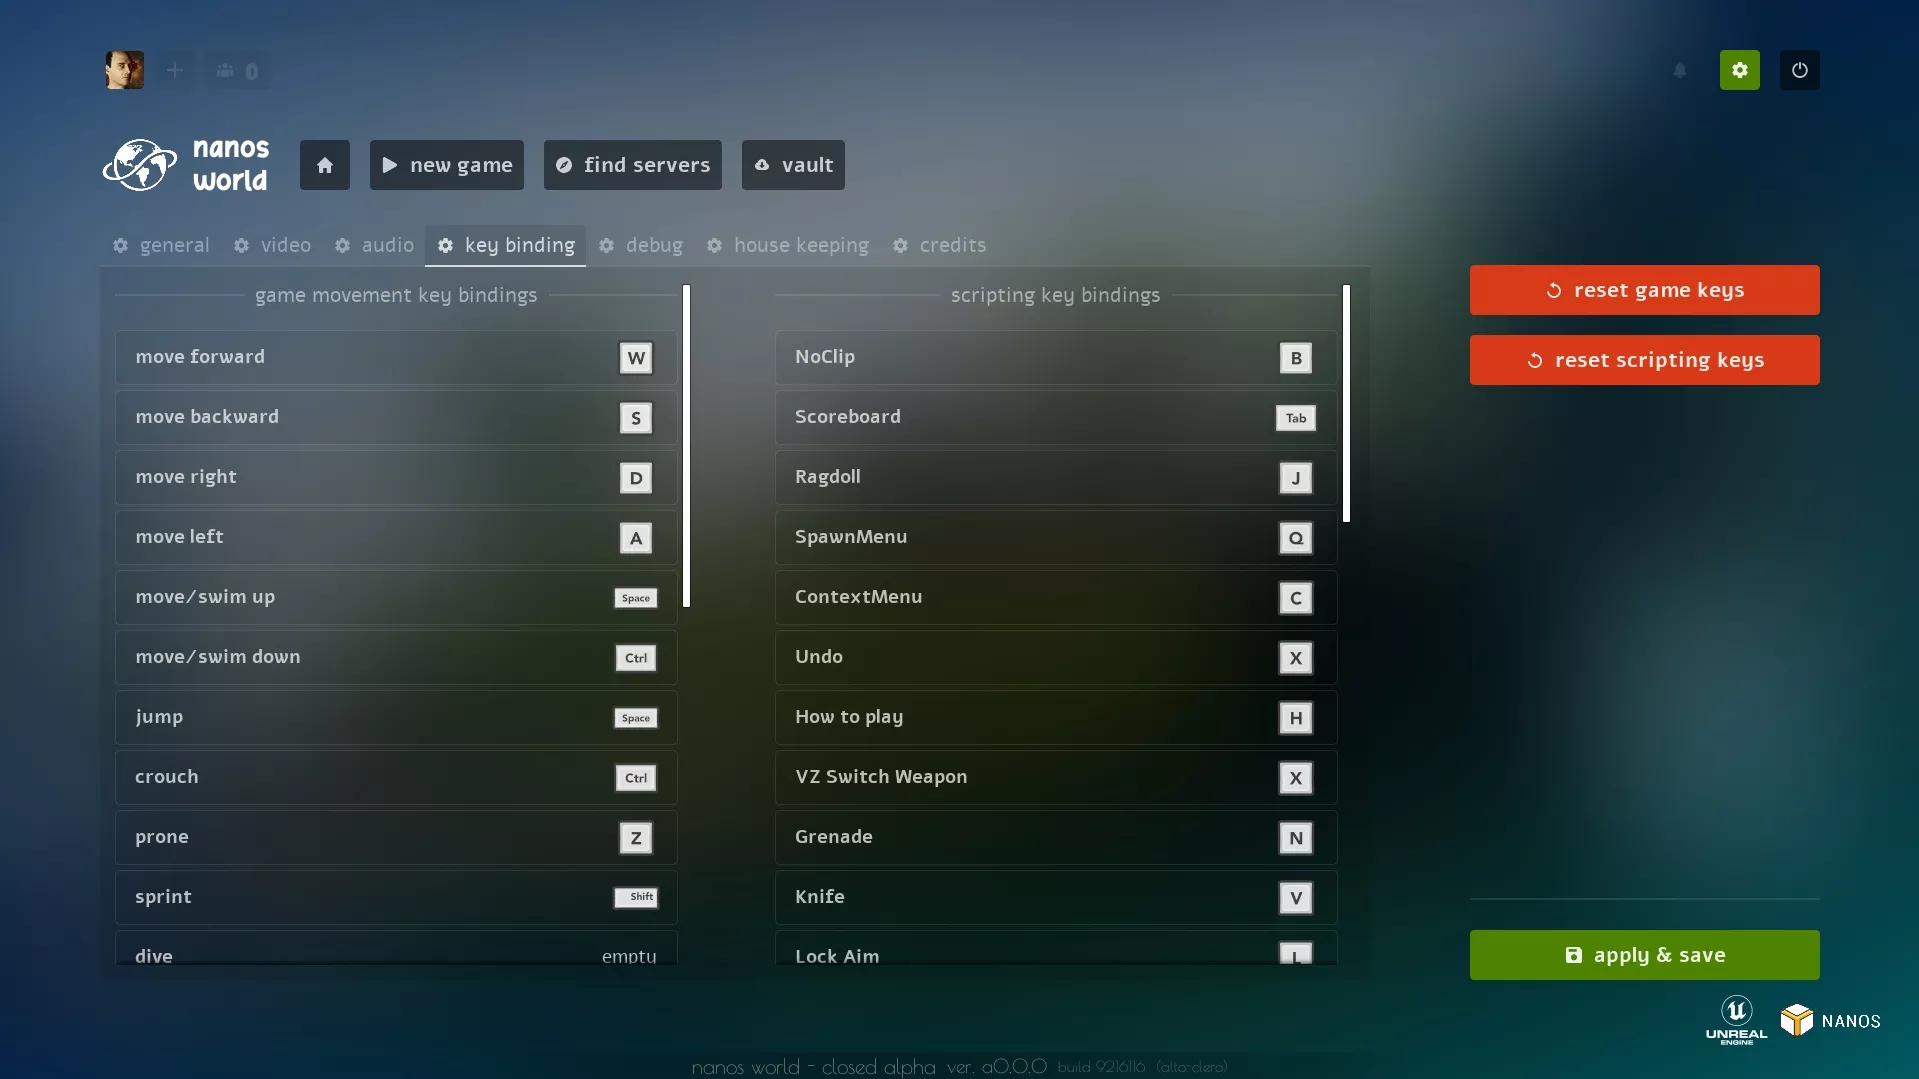 0
nanos
world
new game
find servers
vault
general
video
audio
key binding
debug
house keeping
credits
game movement key bindings
move forward W
move backward S
move right D
move left A
move/swim up Space
move/swim down Ctrl
jump Space
crouch Ctrl
prone Z
sprint Shift
dive empty
scripting key bindings
NoClip B
Scoreboard Tab
Ragdoll J
SpawnMenu Q
ContextMenu C
Undo X
How to play H
VZ Switch Weapon X
Grenade N
Knife V
Lock Aim L
reset game keys
reset scripting keys
apply & save
UNREAL
ENGINE
NANOS
nanos world - closed alpha ver. a0.0.0 build 9216116 (alto-clero)